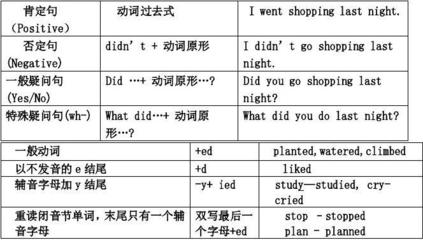 肯定句
(Positive)
动词过去式
I went shopping last night.
否定句
(Negative)
didn't + 动词原形
I didn't go shopping last
night.
一般疑问句
(Yes/No)
Did …+ 动词原形…?
Did you go shopping last
night?
特殊疑问句(wh-)
What did…+ 动词原
形…?
What did you do last night?
一般动词
+ed
planted,watered,climbed
以不发音的 e 结尾
+d
liked
辅音字母加 y 结尾
-y+ ied
study—studied, cry-
cried
重读闭音节单词，末尾只有一个辅
音字母
双写最后一
个字母+ed
stop –stopped
plan - planned